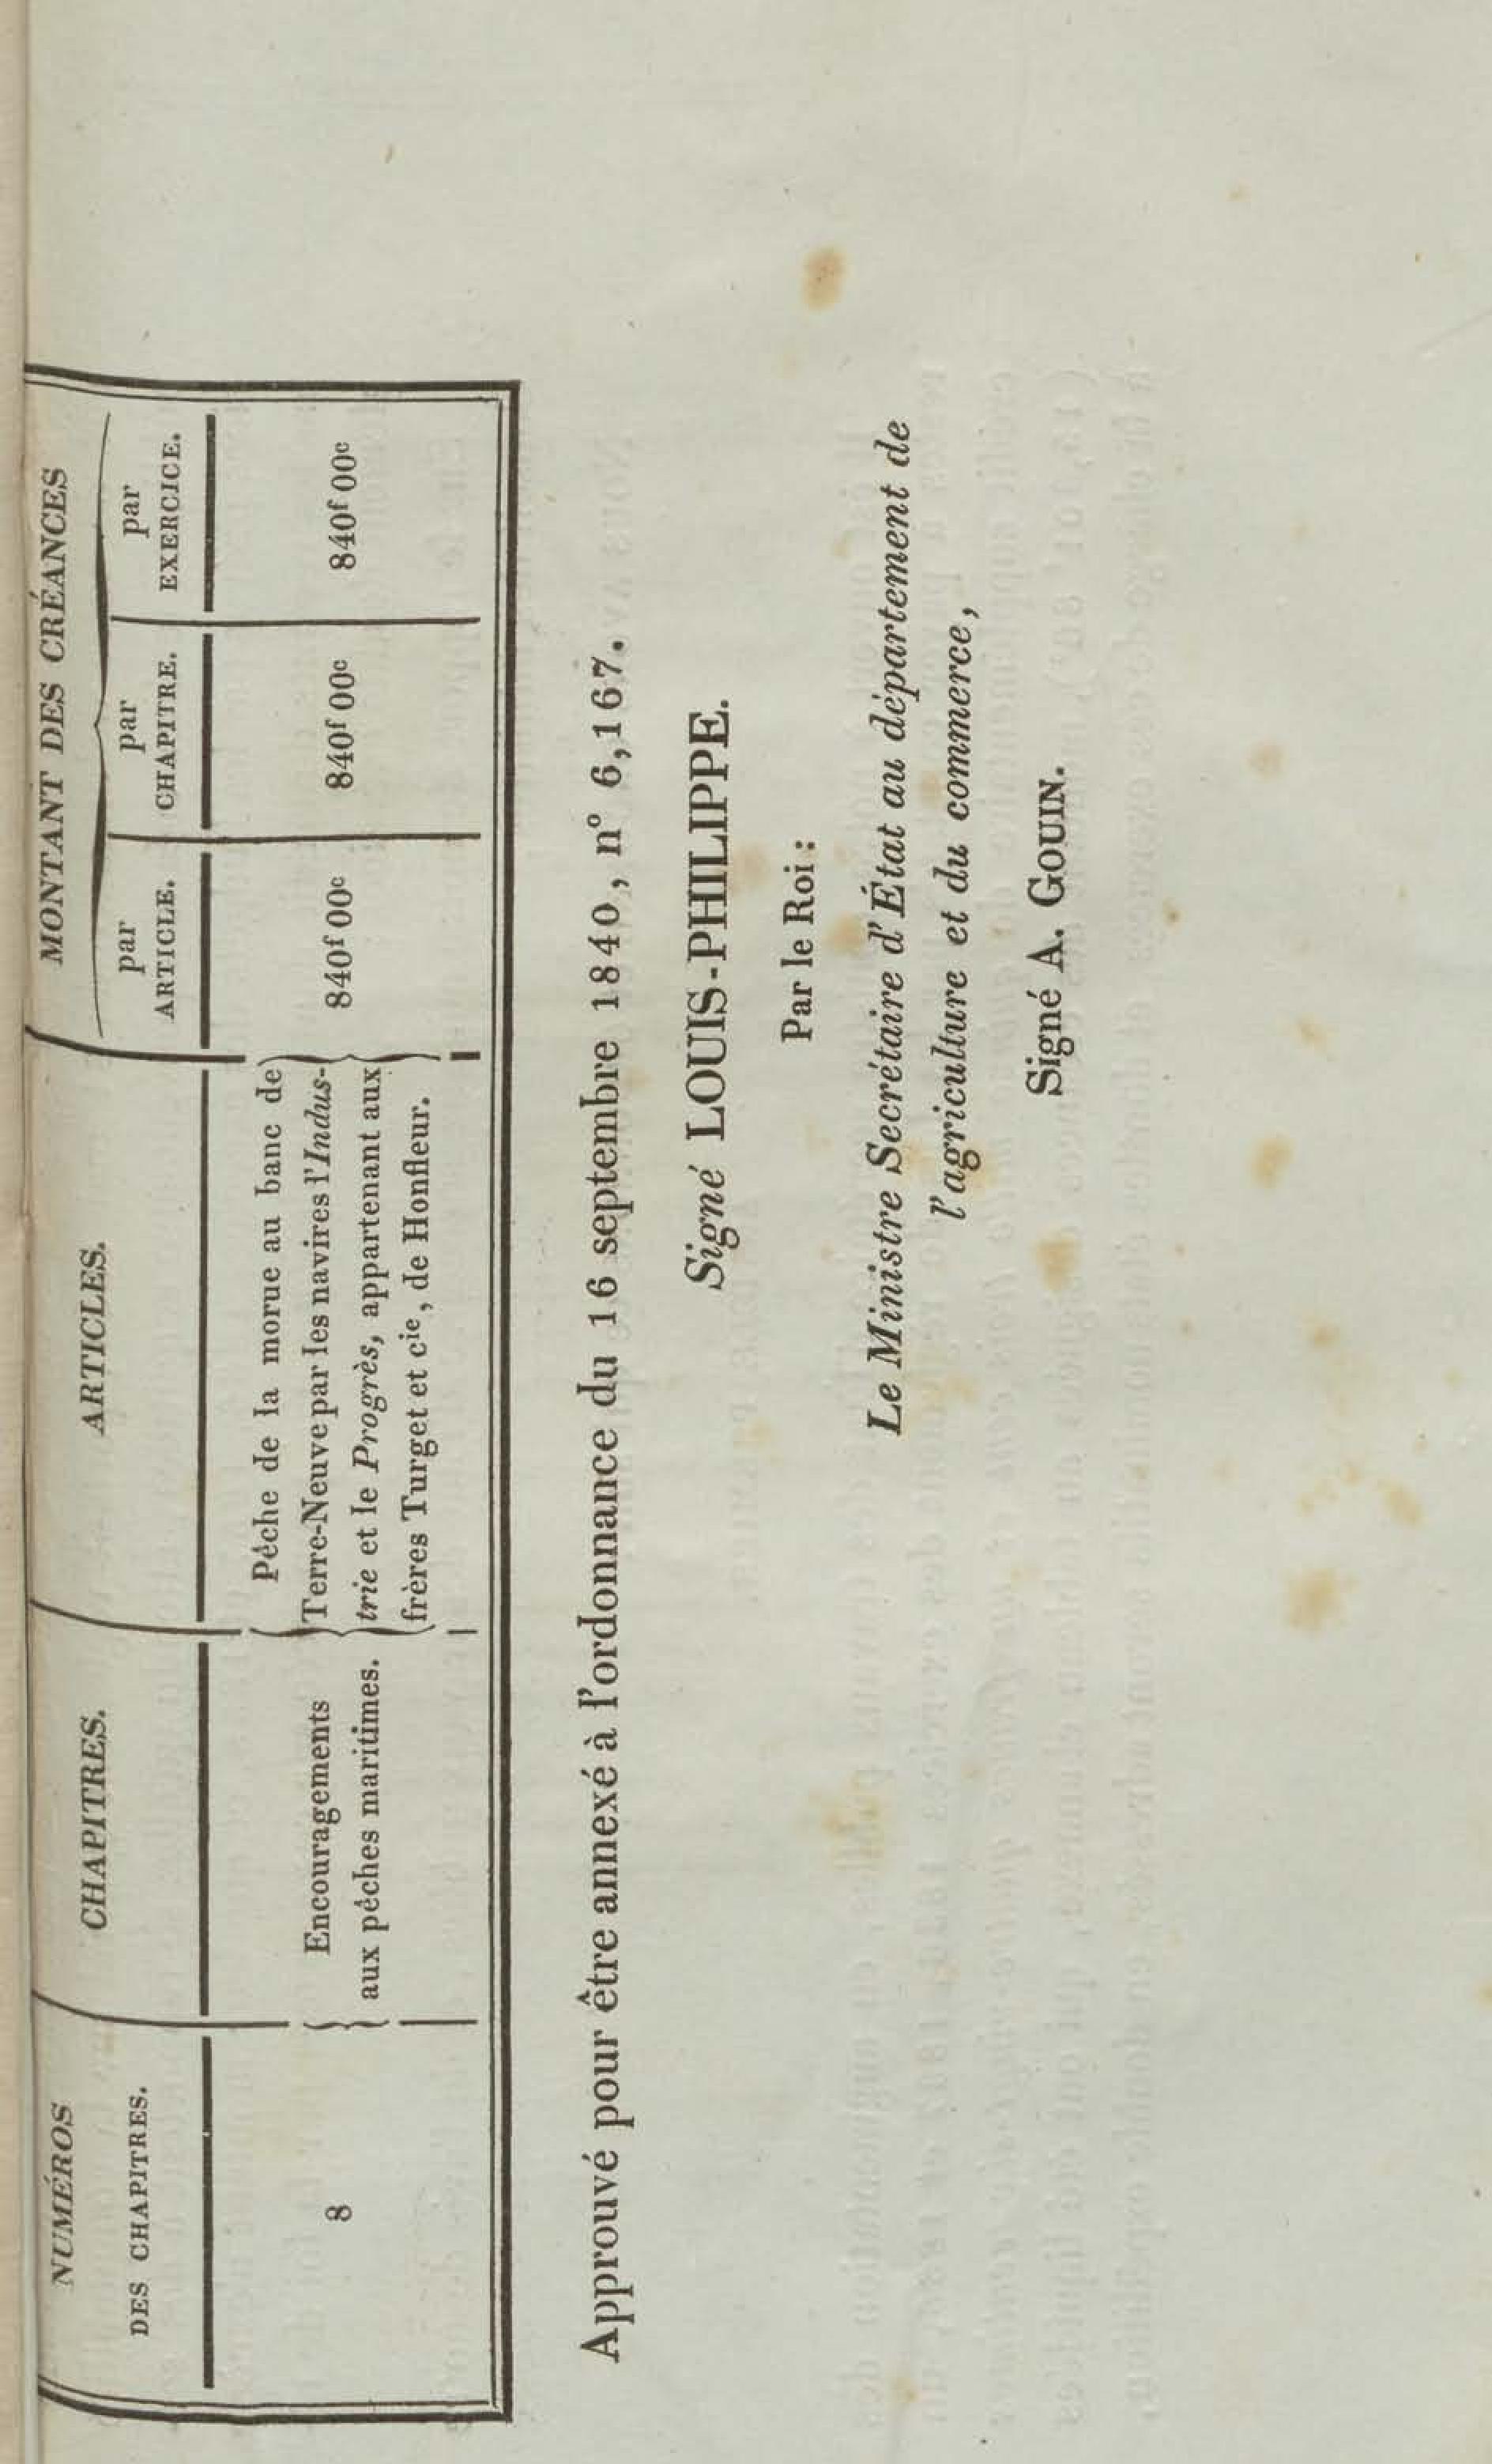 NUMÉROS
DES CHAPITRES.
CHAPITRES.
ARTICLES.
MONTANT DES CRÉANCES
par
ARTICLE.
par
CHAPITRE.
par
EXERCICE.
8
Encouragements
aux pêches maritimes.
Pêche de la morue au banc de
Terre-Neuve par les navires l'Indus-
trie et le Progrès, appartenant aux
frères Turget et cie, de Honfleur.
840f 00c
840f 00c
840f 00c
Approuvé pour être annexé à l'ordonnance du 16 septembre 1840, n° 6,167.
Signé LOUIS-PHILIPPE.
Par le Roi :
Le Ministre Secrétaire d'État au département de
l'agriculture et du commerce,
Signé A. GOUIN.